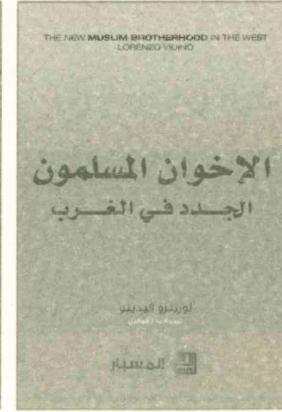 THE NEW MUSLIM BROTHERHOOD IN THE WEST
LORENZO VIDINO
الإخوان المسلمون
الجدد في الغرب
لورينزو فيدينو
المسبار